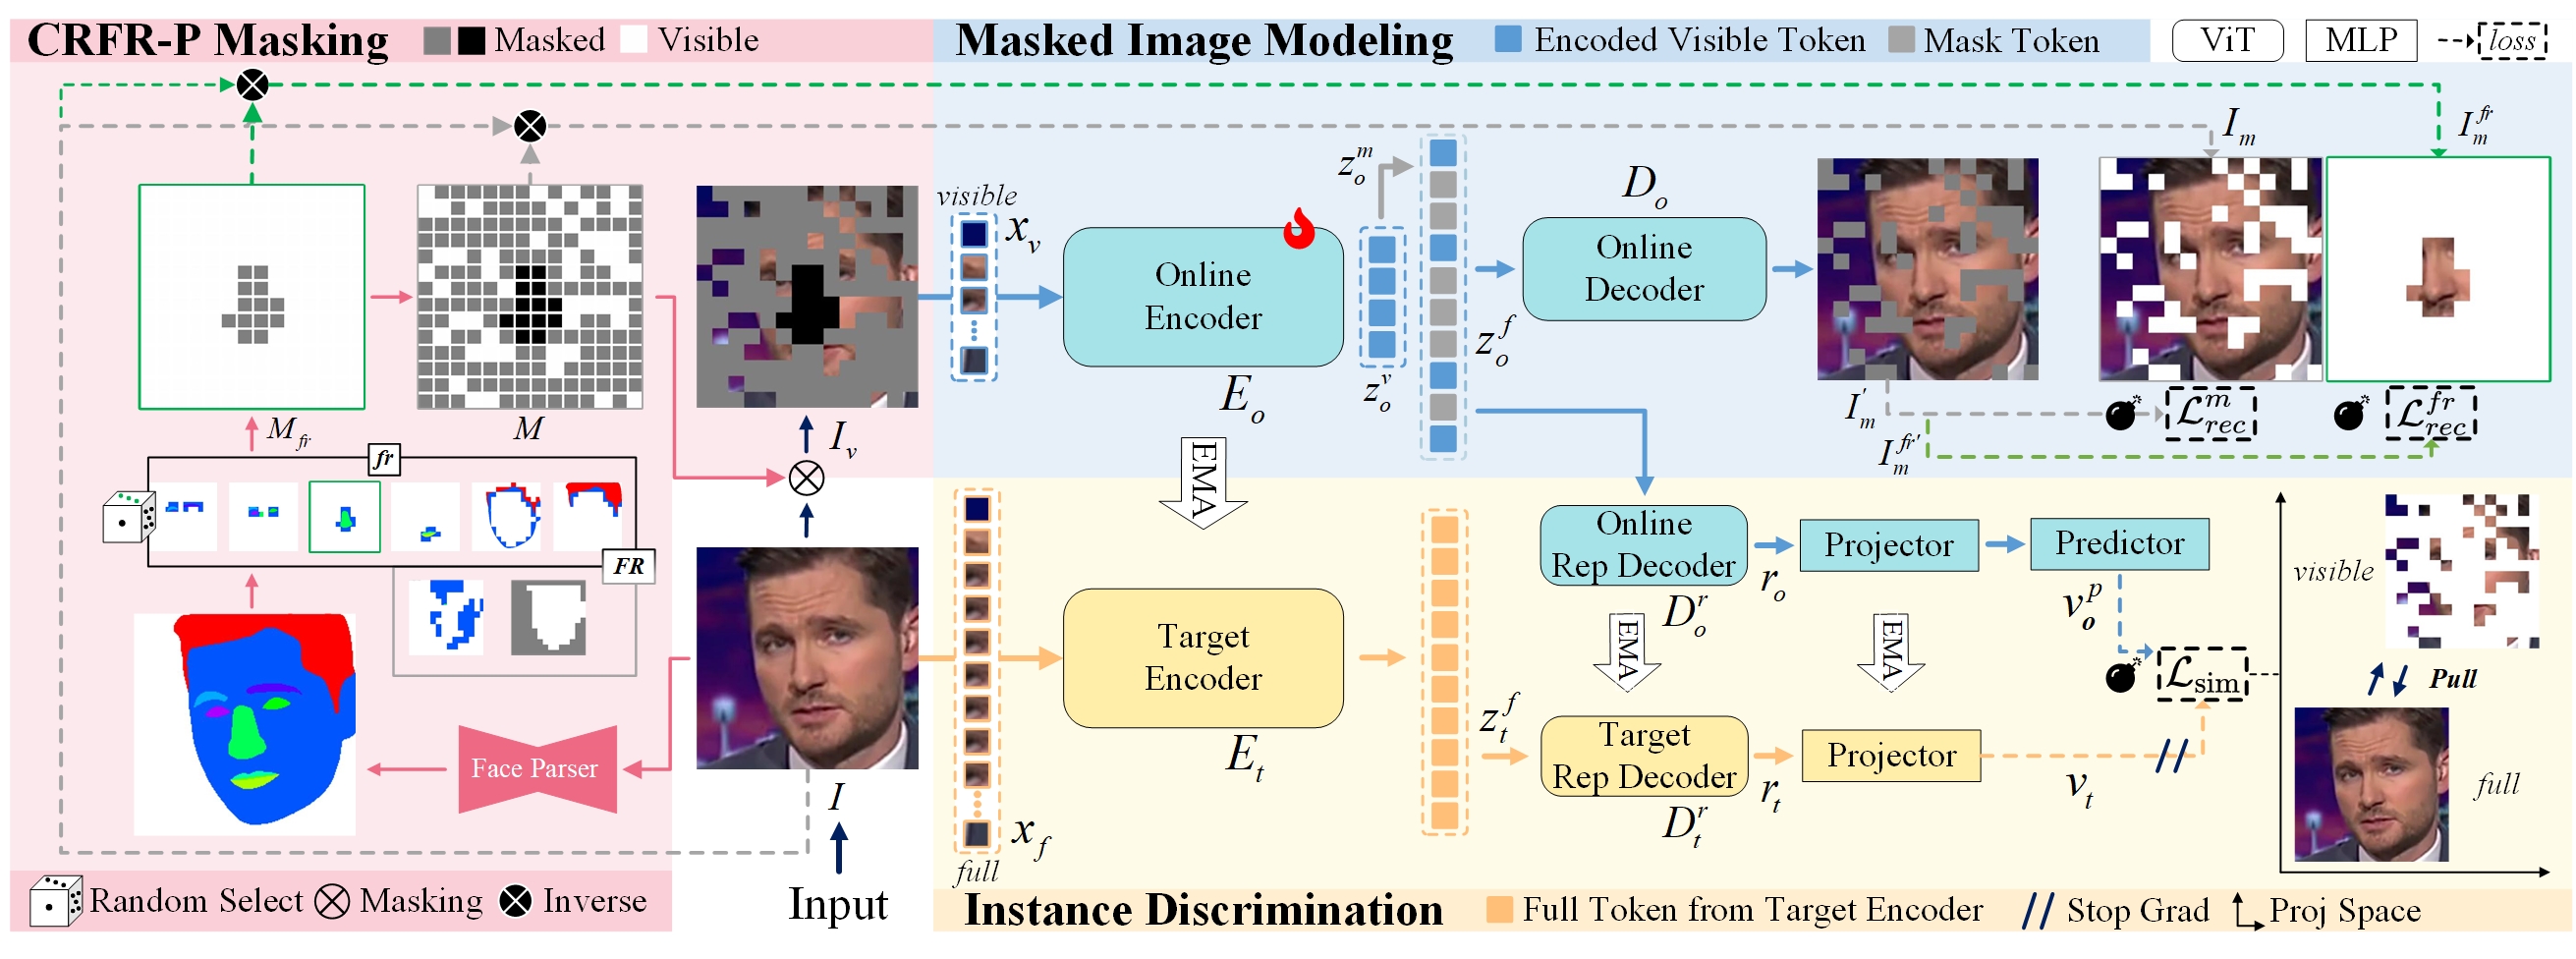 CRFR-P Masking
Masked
Visible
Masked Image Modeling
Encoded Visible Token
Mask Token
ViT
MLP
loss
M_{fr}
M
fr
FR
Face Parser
I_v
I
Input
Random Select
Masking
Inverse
visible
x_v
Online
Encoder
E_o
z_o^m
z_o^v
z_o^f
D_o
Online
Decoder
I_m
I_m^{fr}
I_m^'
I_m^{fr'}
\mathcal{L}_{rec}^m
\mathcal{L}_{rec}^{fr}
EMA
x_f
full
Target
Encoder
E_t
z_t^f
Online
Rep Decoder
D_o^r
r_o
Projector
Predictor
v_o^p
EMA
EMA
Target
Rep Decoder
D_t^r
r_t
Projector
v_t
\mathcal{L}_{sim}
visible
Pull
full
Instance Discrimination
Full Token from Target Encoder
Stop Grad
Proj Space